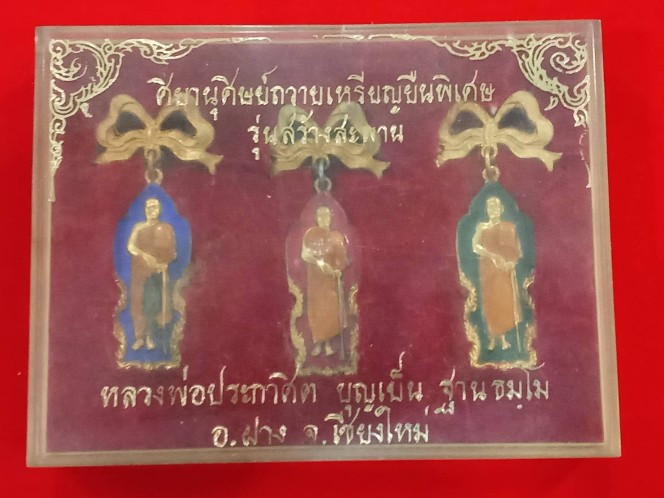 ศิษยานุศิษย์ถวายเหรียญยืนพิเศษ
รุ่นสร้างสะพาน
หลวงพ่อประกาศิต บุญเย็น ฐานธมฺโม
อ.ฝาง จ.เชียงใหม่